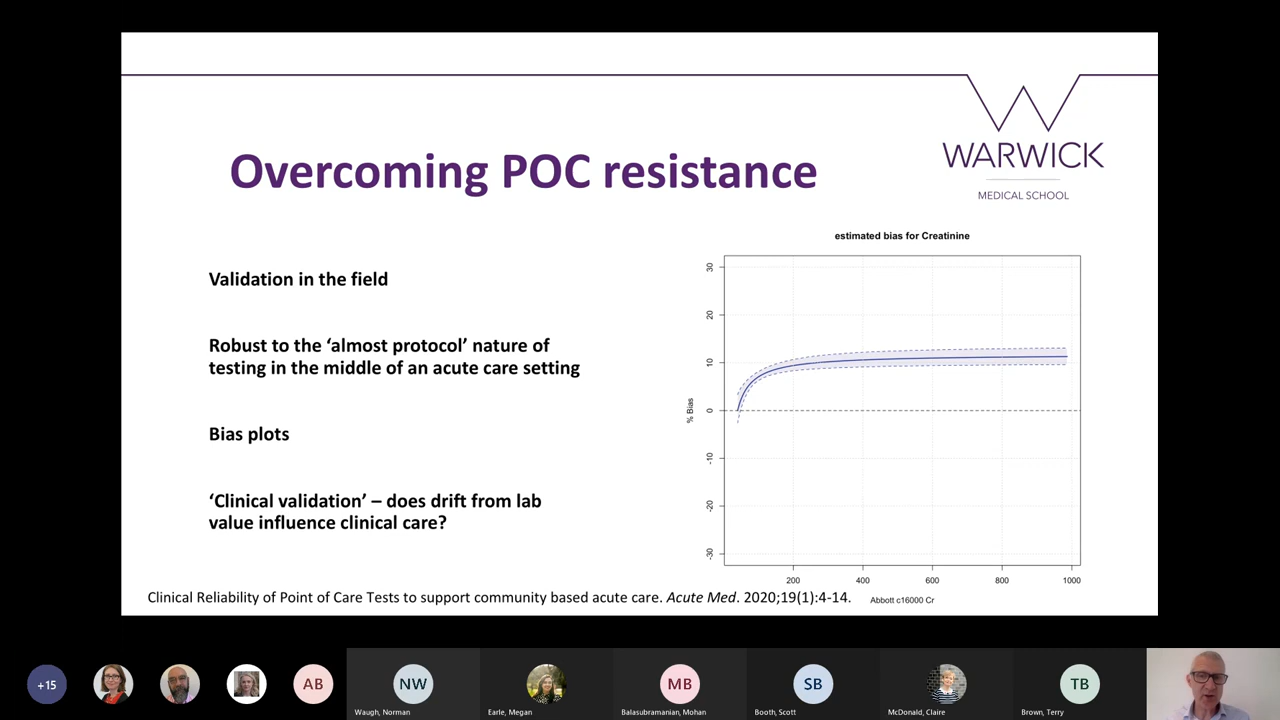 WARWICK
MEDICAL SCHOOL
Overcoming POC resistance
Validation in the field
Robust to the ‘almost protocol’ nature of
testing in the middle of an acute care setting
Bias plots
‘Clinical validation’ – does drift from lab
value influence clinical care?
estimated bias for Creatinine
% Bias
30
20
10
0
-10
-20
-30
200 400 600 800 1000
Abbott c16000 Cr
Clinical Reliability of Point of Care Tests to support community based acute care. Acute Med. 2020;19(1):4-14.
+15
AB
NW
Waugh, Norman
Earle, Megan
MB
Balasubramanian, Mohan
SB
Booth, Scott
McDonald, Claire
TB
Brown, Terry